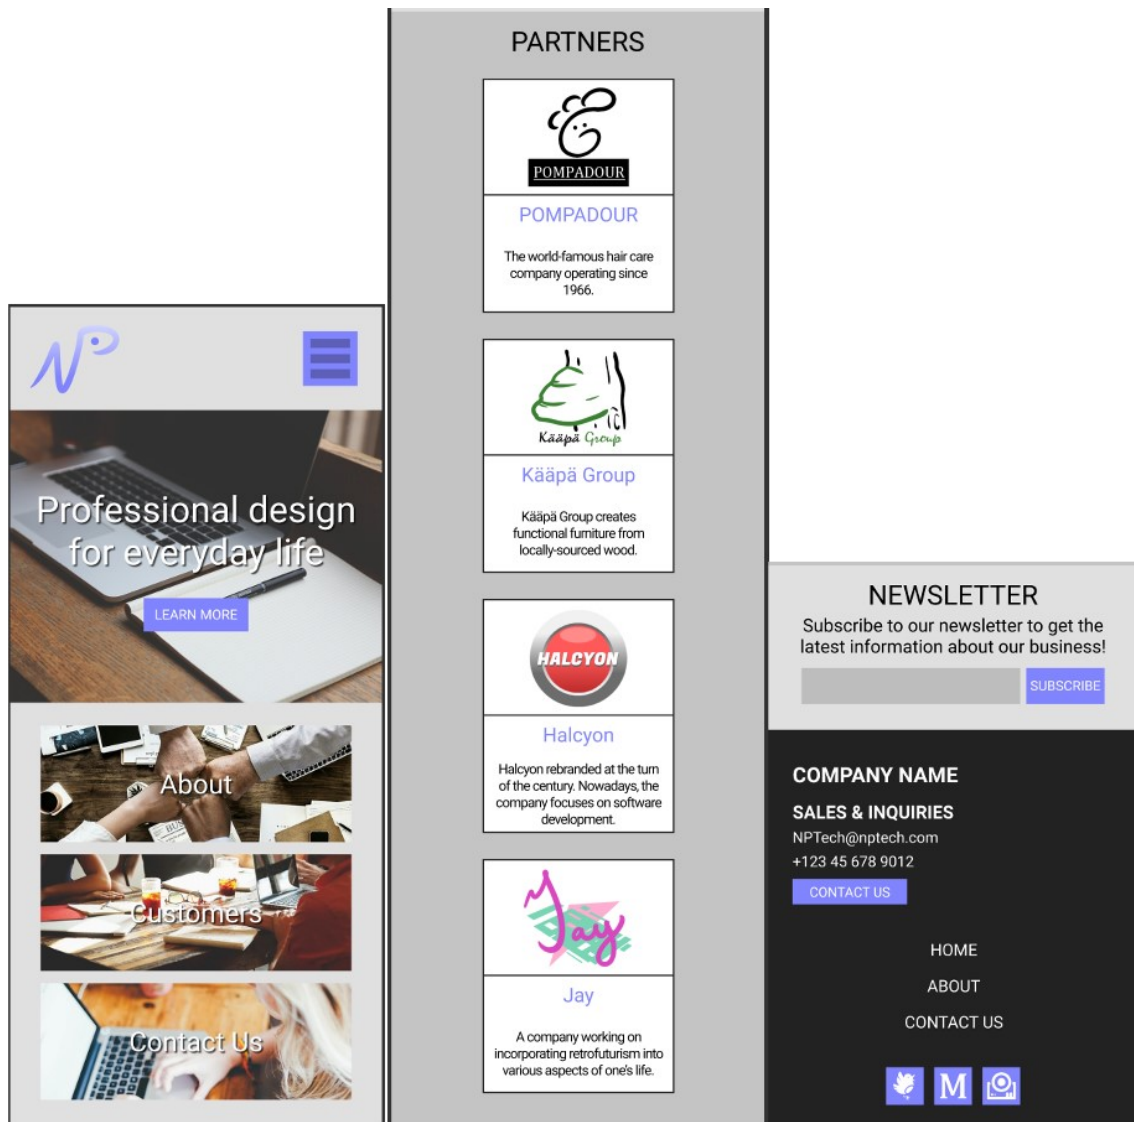 NP
Professional design
for everyday life
LEARN MORE
About
Customers
Contact Us
PARTNERS
POMPADOUR
POMPADOUR
The world-famous hair care
company operating since
1966.
Kääpä Group
Kääpä Group
Kääpä Group creates
functional furniture from
locally-sourced wood.
HALCYON
Halcyon
Halcyon rebranded at the turn
of the century. Nowadays, the
company focuses on software
development.
Jay
Jay
A company working on
incorporating retrofuturism into
various aspects of one's life.
NEWSLETTER
Subscribe to our newsletter to get the
latest information about our business!
SUBSCRIBE
COMPANY NAME
SALES & INQUIRIES
NPTech@nptech.com
+123 45 678 9012
CONTACT US
HOME
ABOUT
CONTACT US
M